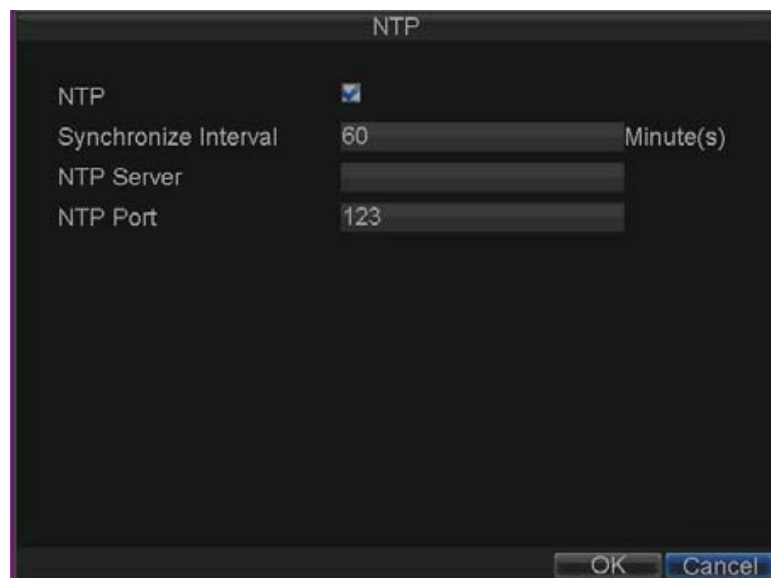 NTP
NTP
Synchronize Interval 60 Minute(s)
NTP Server
NTP Port 123
OK Cancel